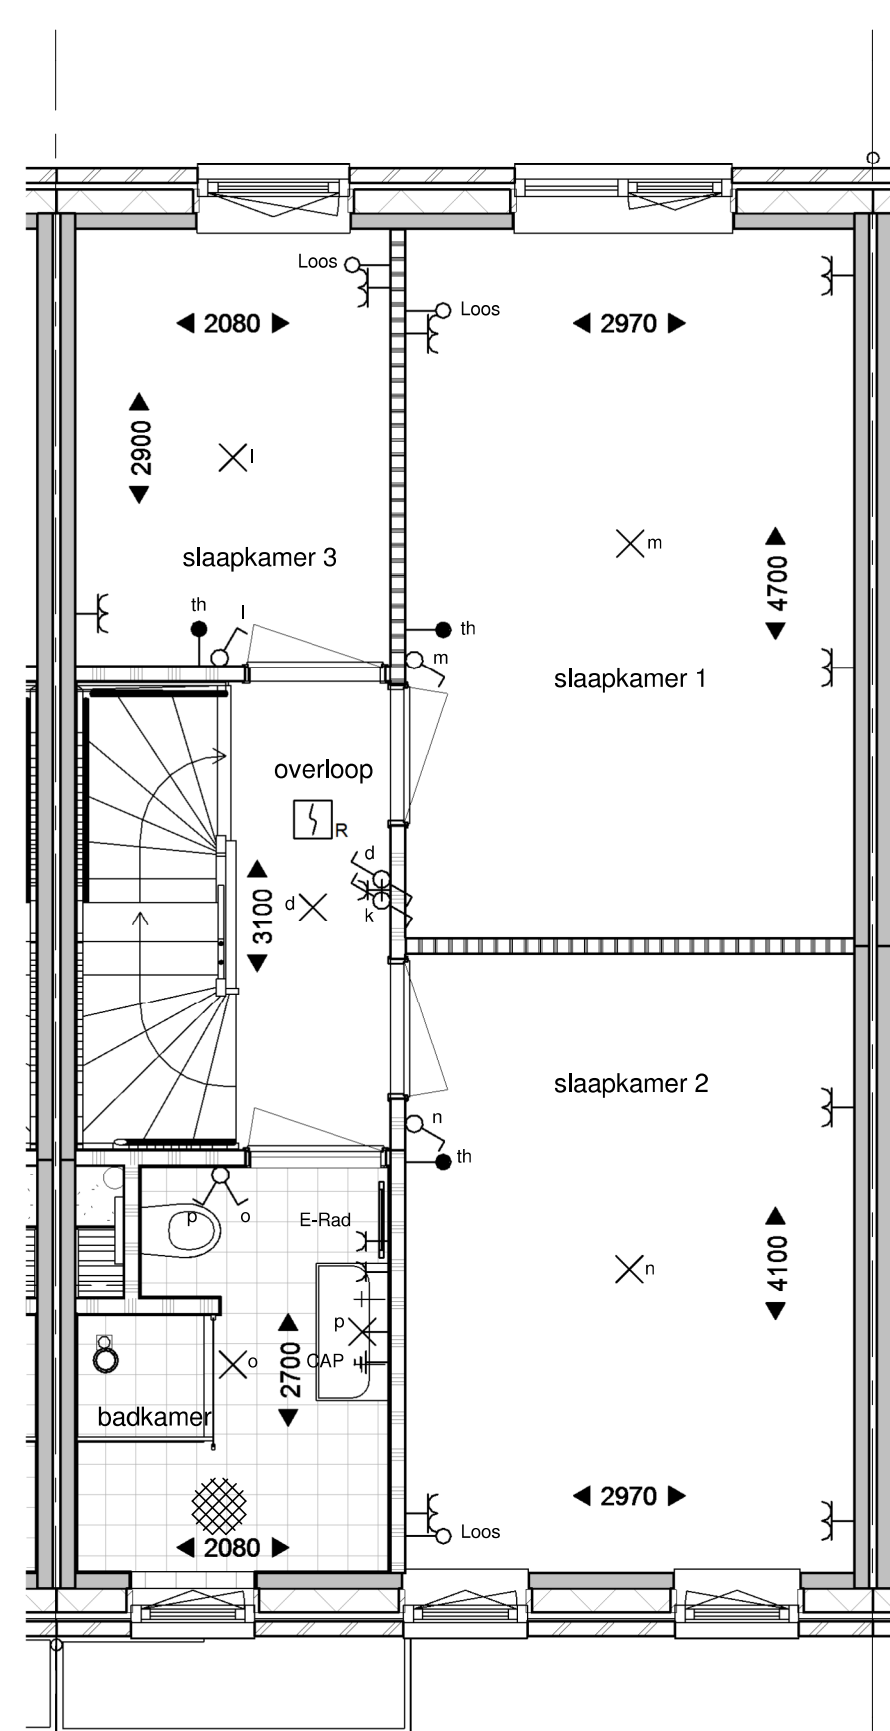 Loos
Loos
2080
2970
2900
l
m
4700
slaapkamer 3
th
l
th
m
slaapkamer 1
overloop
R
d
d
k
3100
slaapkamer 2
n
th
p
o
E-Rad
4100
n
p
o
2700
CAP
badkamer
2970
Loos
2080